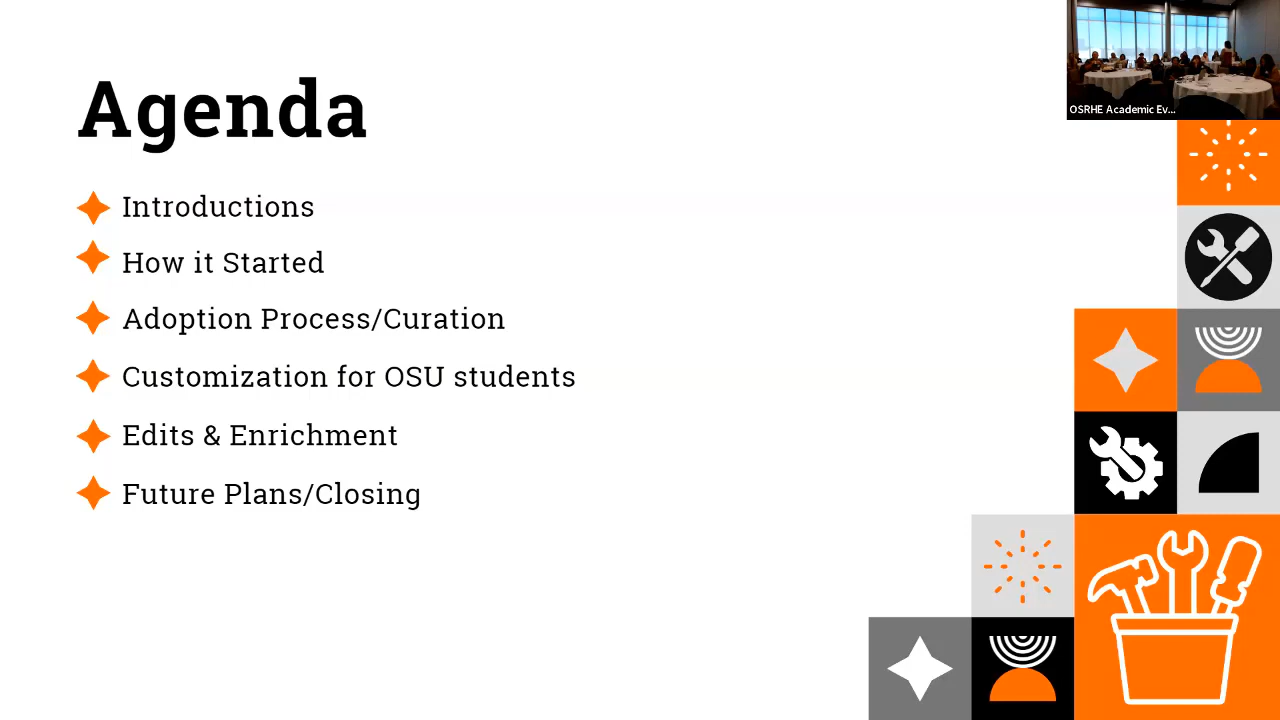 Agenda
Introductions
How it Started
Adoption Process/Curation
Customization for OSU students
Edits & Enrichment
Future Plans/Closing
OSRHE Academic Ev...